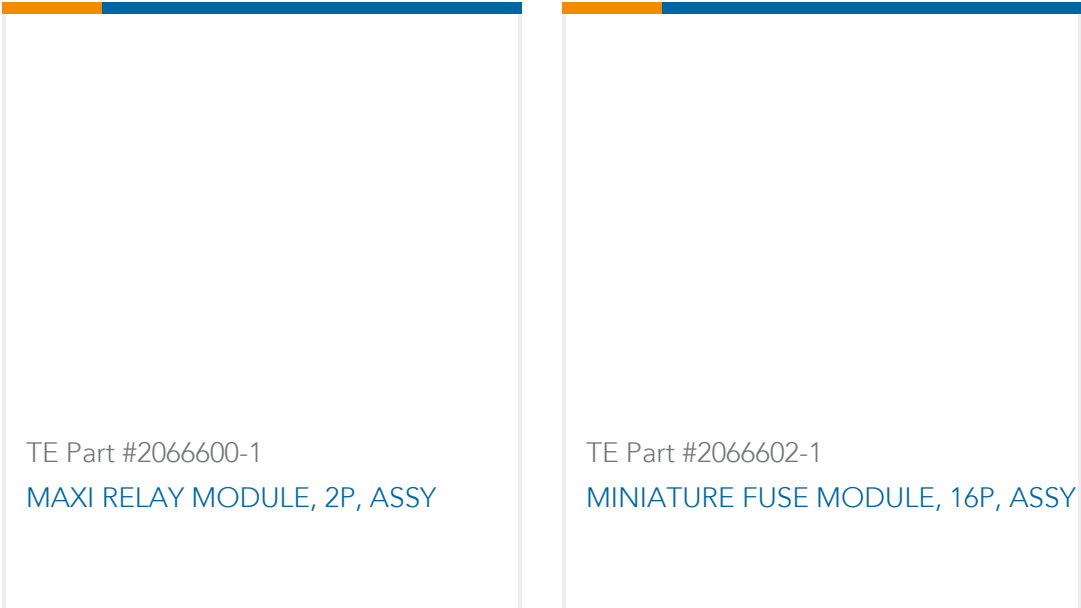 TE Part #2066600-1
MAXI RELAY MODULE, 2P, ASSY
TE Part #2066602-1
MINIATURE FUSE MODULE, 16P, ASSY